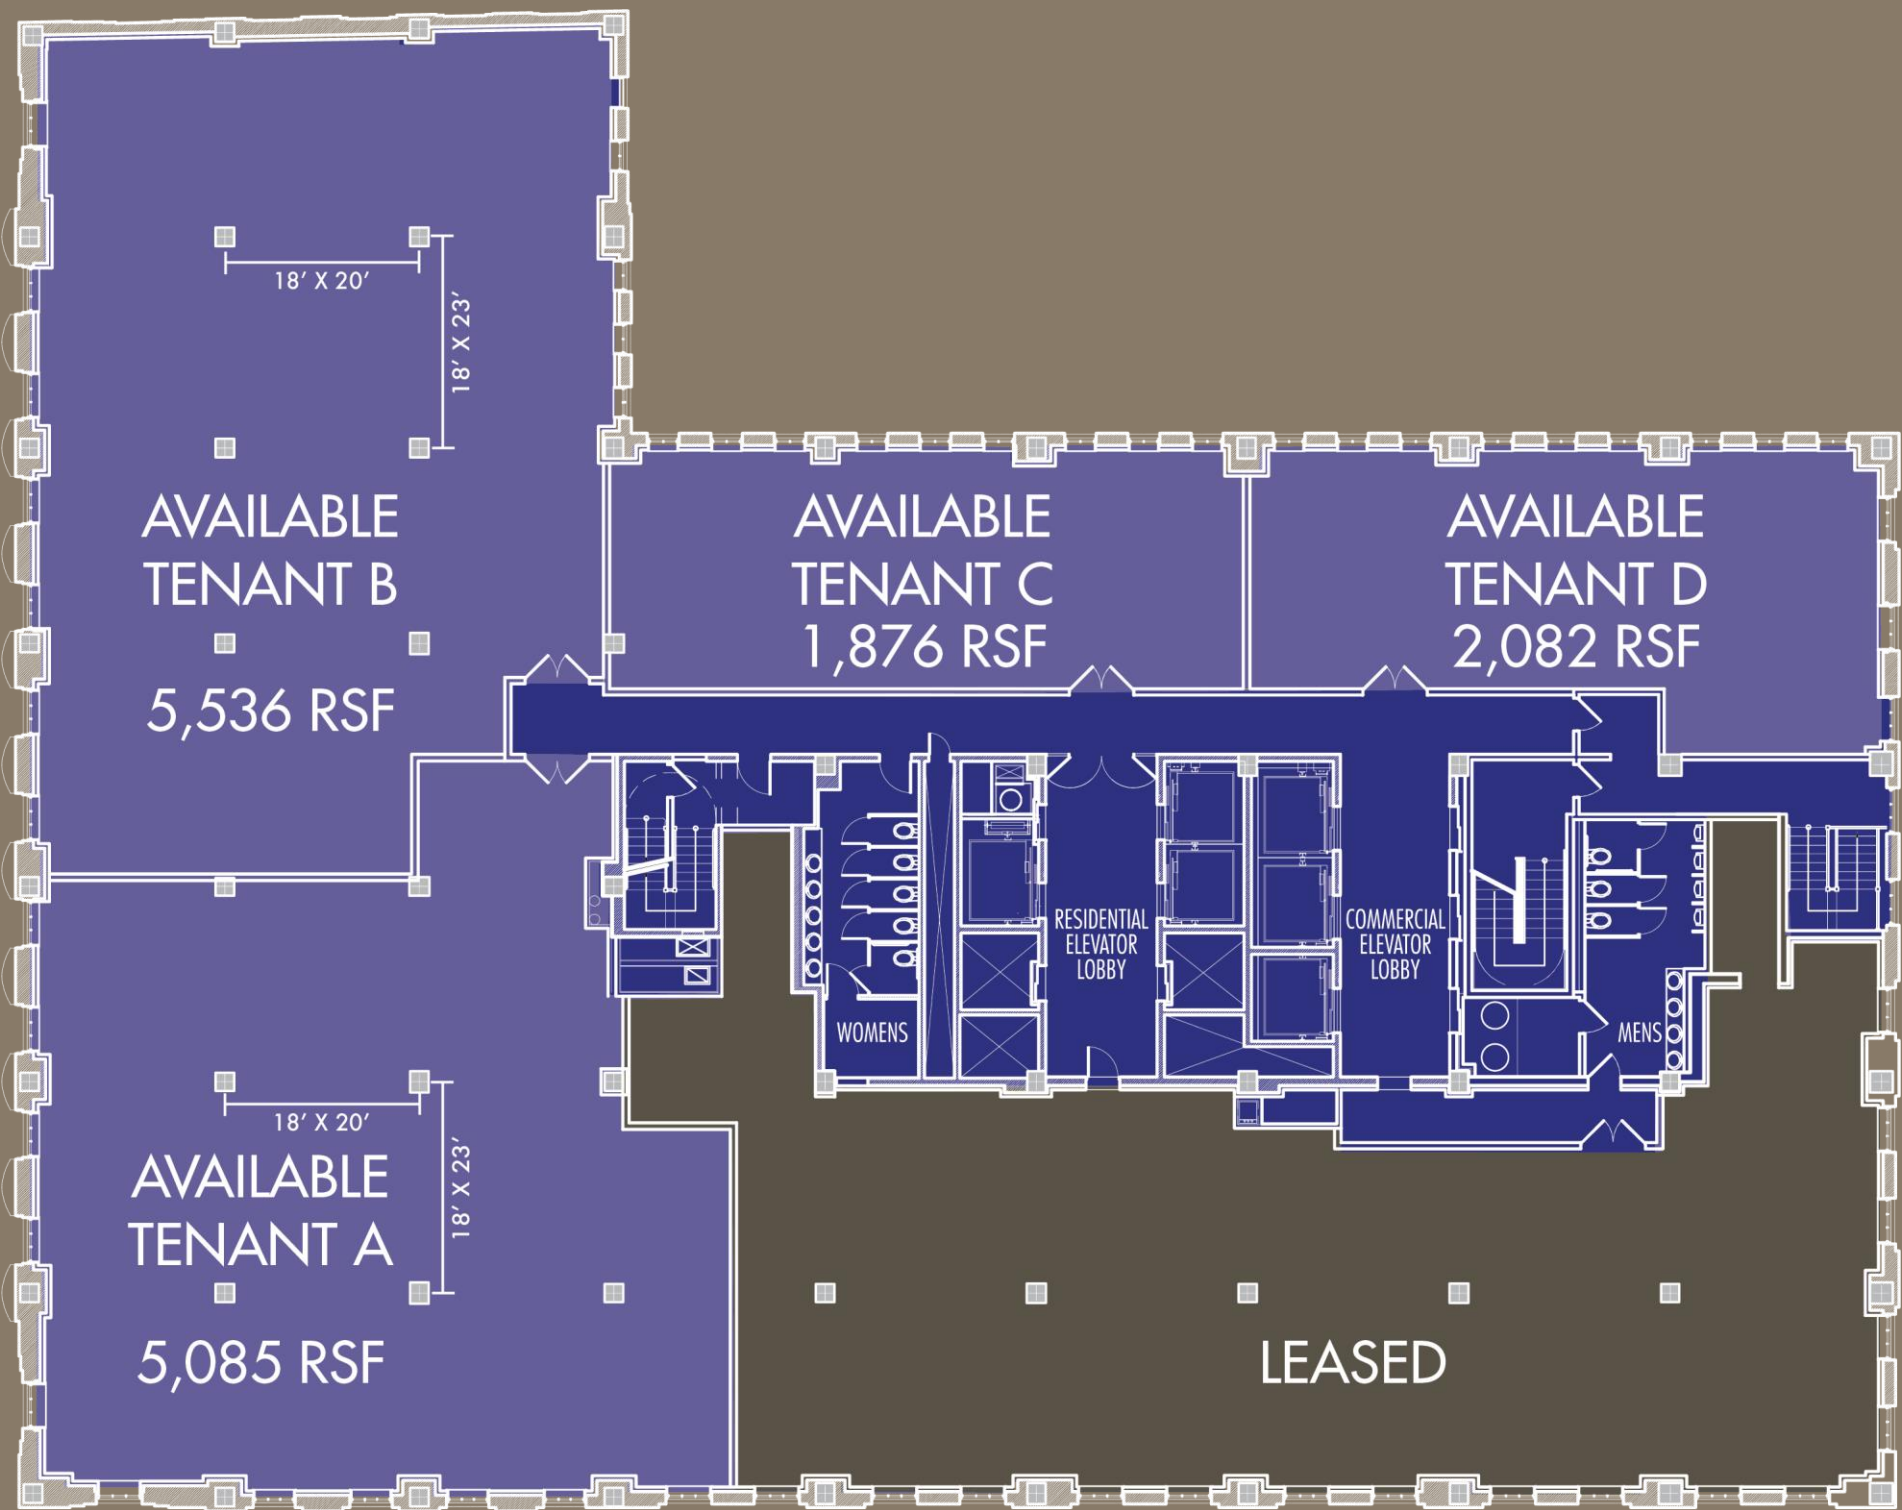 18' X 20'
18' X 23'
AVAILABLE
TENANT B
5,536 RSF
AVAILABLE
TENANT C
1,876 RSF
AVAILABLE
TENANT D
2,082 RSF
RESIDENTIAL
ELEVATOR
LOBBY
COMMERCIAL
ELEVATOR
LOBBY
WOMENS
MENS
18' X 20'
18' X 23'
AVAILABLE
TENANT A
5,085 RSF
LEASED